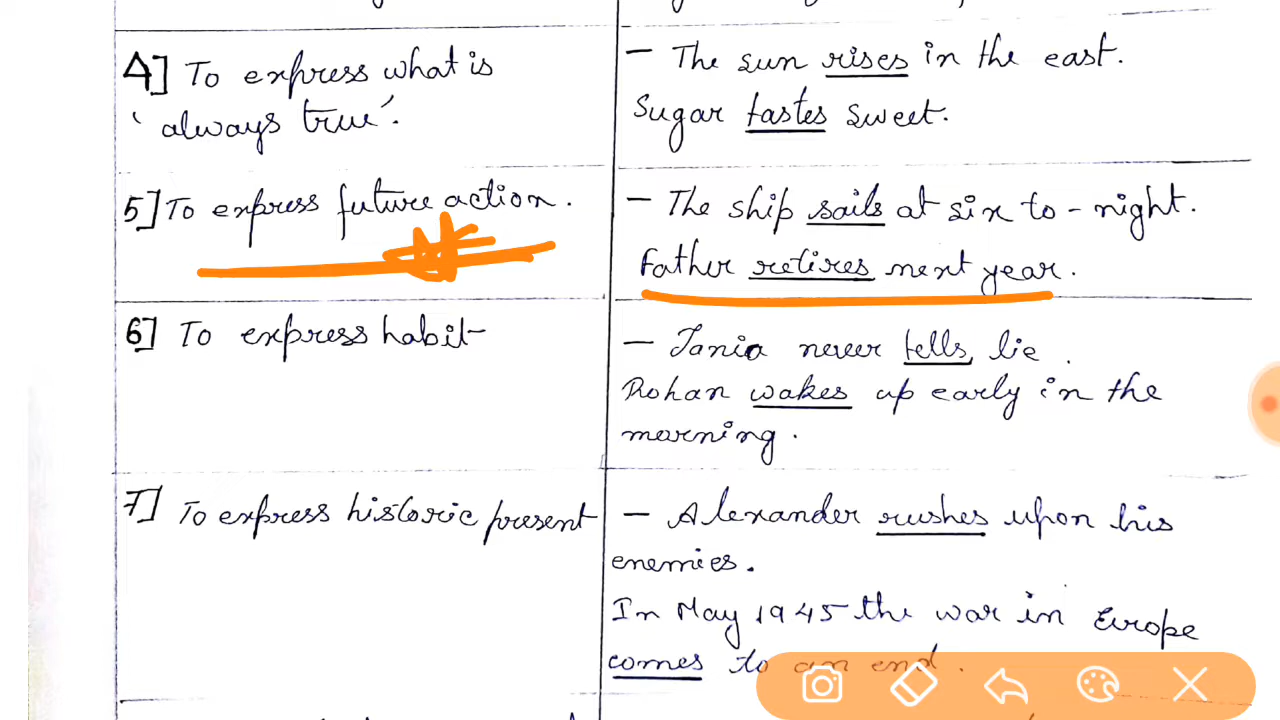 4] To express what is
'always true'.
- The sun rises in the east.
Sugar tastes sweet.
5] To express future action.
- The ship sails at six to-night.
Father retires next year.
6] To express habit-
- Tania never tells lie.
Rohan wakes up early in the
morning.
7] To express historic present
- Alexander rushes upon his
enemies.
In May 1945 the war in Europe
comes to an end.